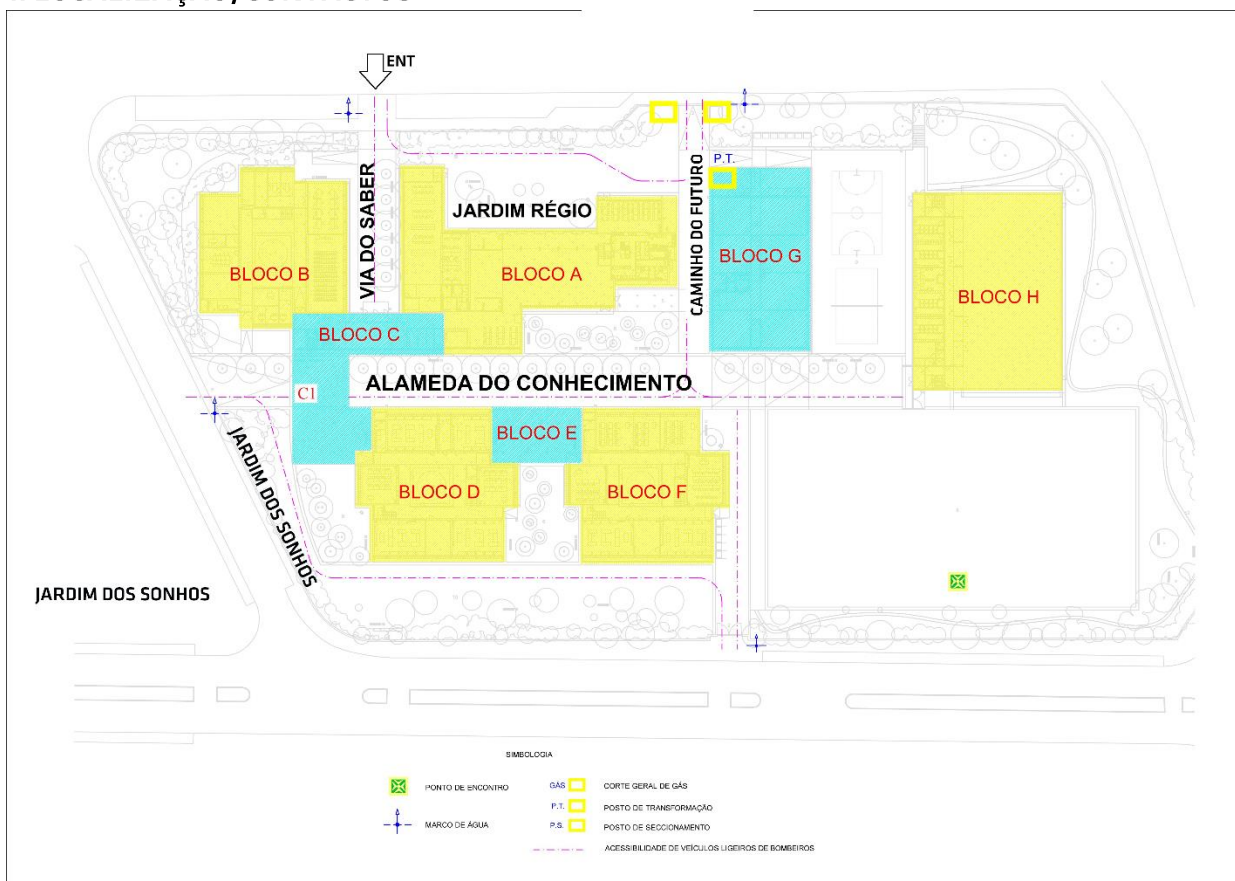 ENT
P.T.
VIA DO SABER
JARDIM RÉGIO
CAMINHO DO FUTURO
BLOCO B
BLOCO A
BLOCO G
BLOCO H
BLOCO C
C1
ALAMEDA DO CONHECIMENTO
BLOCO E
BLOCO D
BLOCO F
JARDIM DOS SONHOS
JARDIM DOS SONHOS
SIMBOLOGIA
PONTO DE ENCONTRO
MARCO DE ÁGUA
GÁS CORTE GERAL DE GÁS
P.T. POSTO DE TRANSFORMAÇÃO
P.S. POSTO DE SECCIONAMENTO
ACESSIBILIDADE DE VEÍCULOS LIGEIROS DE BOMBEIROS